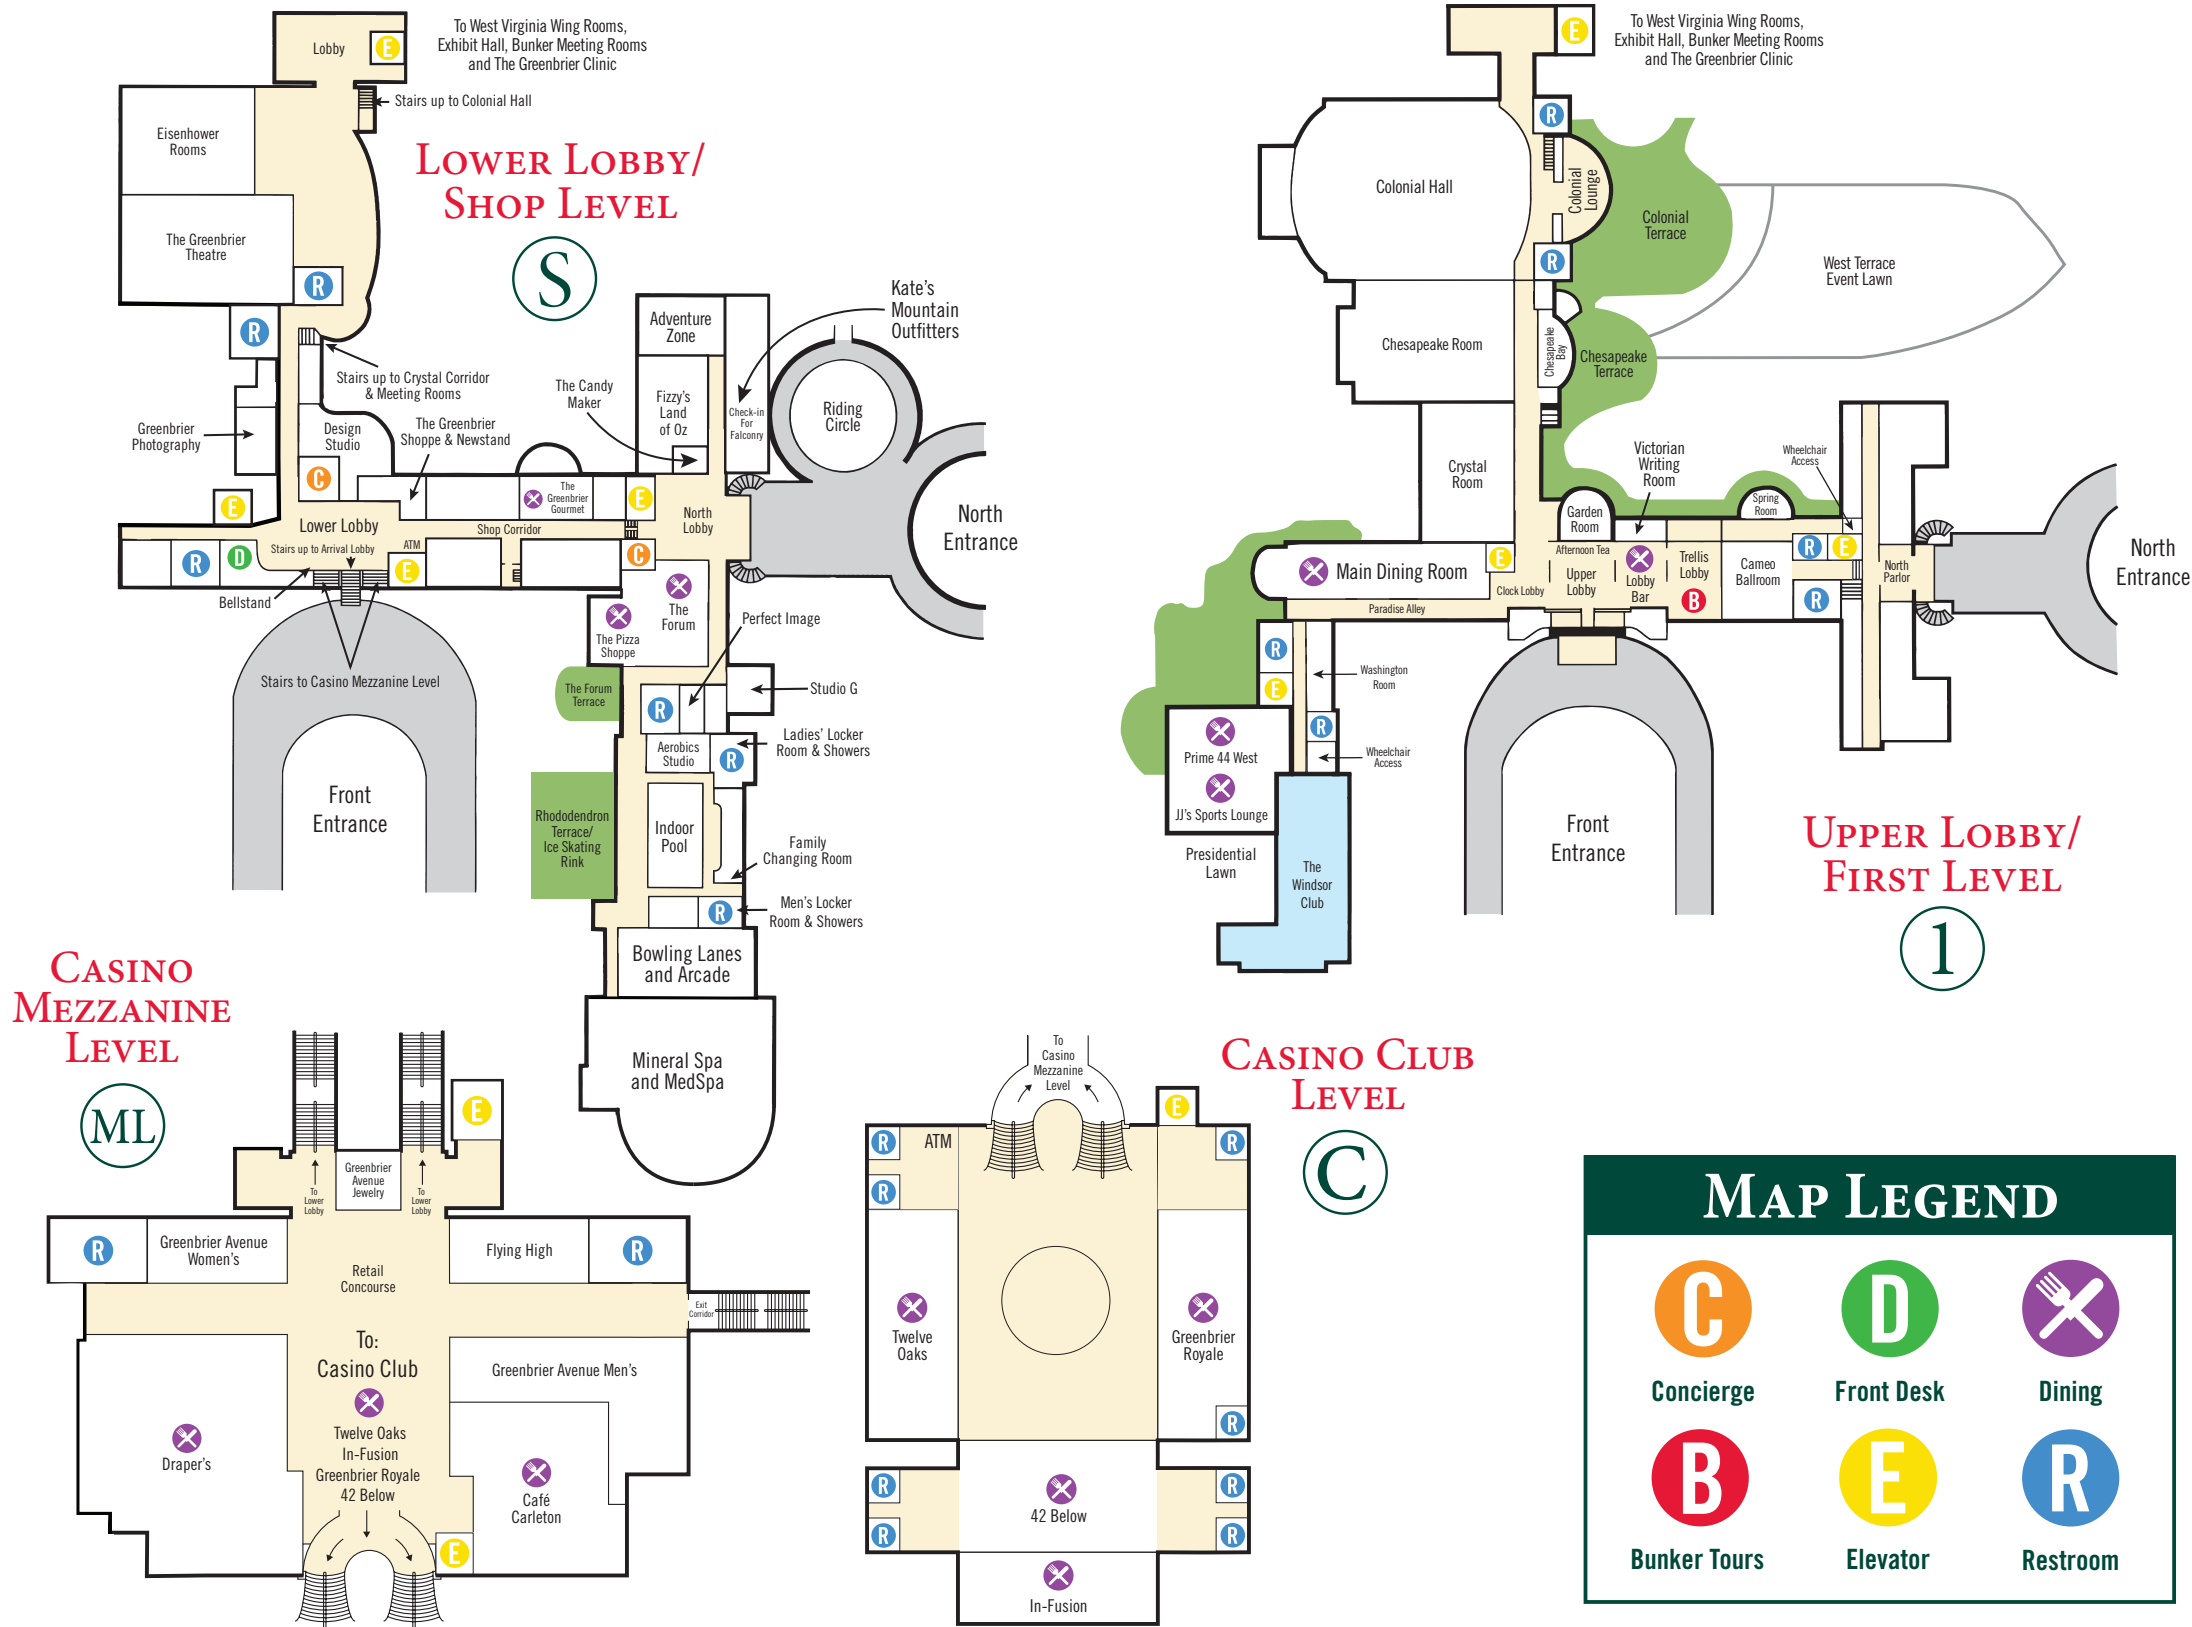 Lobby
E
To West Virginia Wing Rooms,
Exhibit Hall, Bunker Meeting Rooms
and The Greenbrier Clinic
Stairs up to Colonial Hall
Eisenhower
Rooms
LOWER LOBBY/
SHOP LEVEL
S
The Greenbrier
Theatre
R
R
Stairs up to Crystal Corridor
& Meeting Rooms
Greenbrier
Photography
Design
Studio
The Greenbrier
Shoppe & Newstand
The Candy
Maker
Adventure
Zone
Fizzy's
Land
of Oz
Kate's
Mountain
Outfitters
Check-in
For
Falconry
Riding
Circle
C
E
The
Greenbrier
Gourmet
E
North
Lobby
North
Entrance
Lower Lobby
Shop Corridor
Stairs up to Arrival Lobby
ATM
R
D
E
C
Bellstand
The
Forum
The Pizza
Shoppe
Perfect Image
Stairs to Casino Mezzanine Level
The Forum
Terrace
R
Studio G
Aerobics
Studio
R
Ladies' Locker
Room & Showers
Front
Entrance
Rhododendron
Terrace/
Ice Skating
Rink
Indoor
Pool
Family
Changing Room
R
Men's Locker
Room & Showers
Bowling Lanes
and Arcade
Mineral Spa
and MedSpa
E
To West Virginia Wing Rooms,
Exhibit Hall, Bunker Meeting Rooms
and The Greenbrier Clinic
R
Colonial Hall
Colonial
Lounge
Colonial
Terrace
R
West Terrace
Event Lawn
Chesapeake Room
Chesapeake
Bay
Chesapeake
Terrace
Crystal
Room
Victorian
Writing
Room
Wheelchair
Access
Garden
Room
Spring
Room
Main Dining Room
E
Afternoon Tea
Clock Lobby
Upper
Lobby
Lobby
Bar
Trellis
Lobby
B
Cameo
Ballroom
R
E
R
North
Parlor
North
Entrance
Paradise Alley
R
E
Washington
Room
R
Wheelchair
Access
Prime 44 West
JJ's Sports Lounge
Presidential
Lawn
The
Windsor
Club
Front
Entrance
UPPER LOBBY/
FIRST LEVEL
1
CASINO
MEZZANINE
LEVEL
ML
E
To
Lower
Lobby
Greenbrier
Avenue
Jewelry
To
Lower
Lobby
R
Greenbrier Avenue
Women's
Retail
Concourse
Flying High
R
Exit
Corridor
To:
Casino Club
Twelve Oaks
In-Fusion
Greenbrier Royale
42 Below
Greenbrier Avenue Men's
Draper's
Café
Carleton
E
To
Casino
Mezzanine
Level
CASINO CLUB
LEVEL
C
E
R
ATM
R
R
Twelve
Oaks
Greenbrier
Royale
R
R
R
42 Below
R
R
In-Fusion
MAP LEGEND
C
D
Concierge
Front Desk
Dining
B
E
R
Bunker Tours
Elevator
Restroom